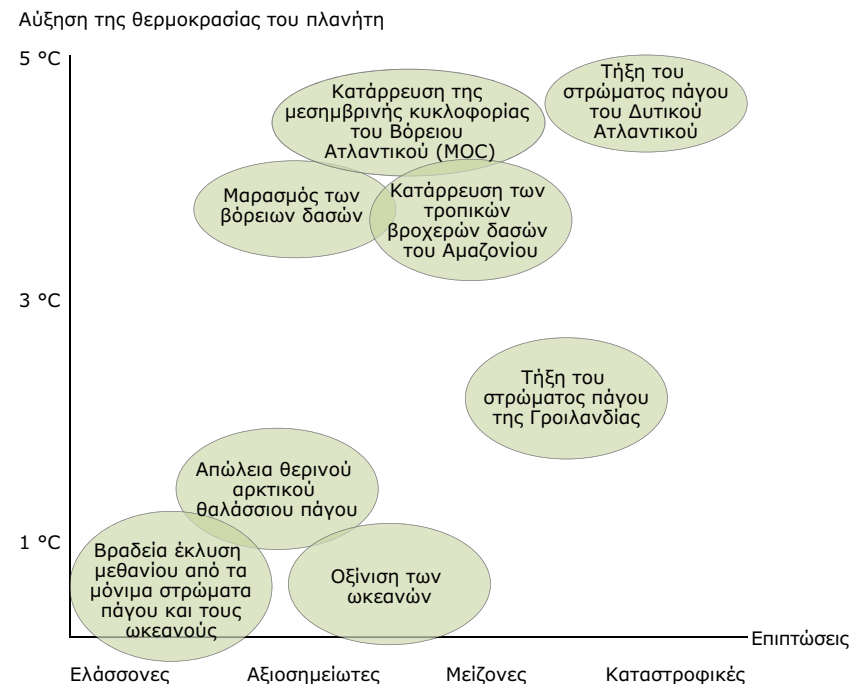 Αύξηση της θερμοκρασίας του πλανήτη
5 °C
Κατάρρευση της
μεσημβρινής κυκλοφορίας
του Βόρειου
Ατλαντικού (MOC)
Τήξη του
στρώματος πάγου
του Δυτικού
Ατλαντικού
Μαρασμός των
βόρειων δασών
Κατάρρευση των
τροπικών
βροχερών δασών
του Αμαζονίου
3 °C
Τήξη του
στρώματος πάγου
της Γροιλανδίας
Απώλεια θερινού
αρκτικού
θαλάσσιου πάγου
1 °C
Βραδεία έκλυση
μεθανίου από τα
μόνιμα στρώματα
πάγου και τους
ωκεανούς
Οξίνιση των
ωκεανών
Επιπτώσεις
Ελάσσονες
Αξιοσημείωτες
Μείζονες
Καταστροφικές